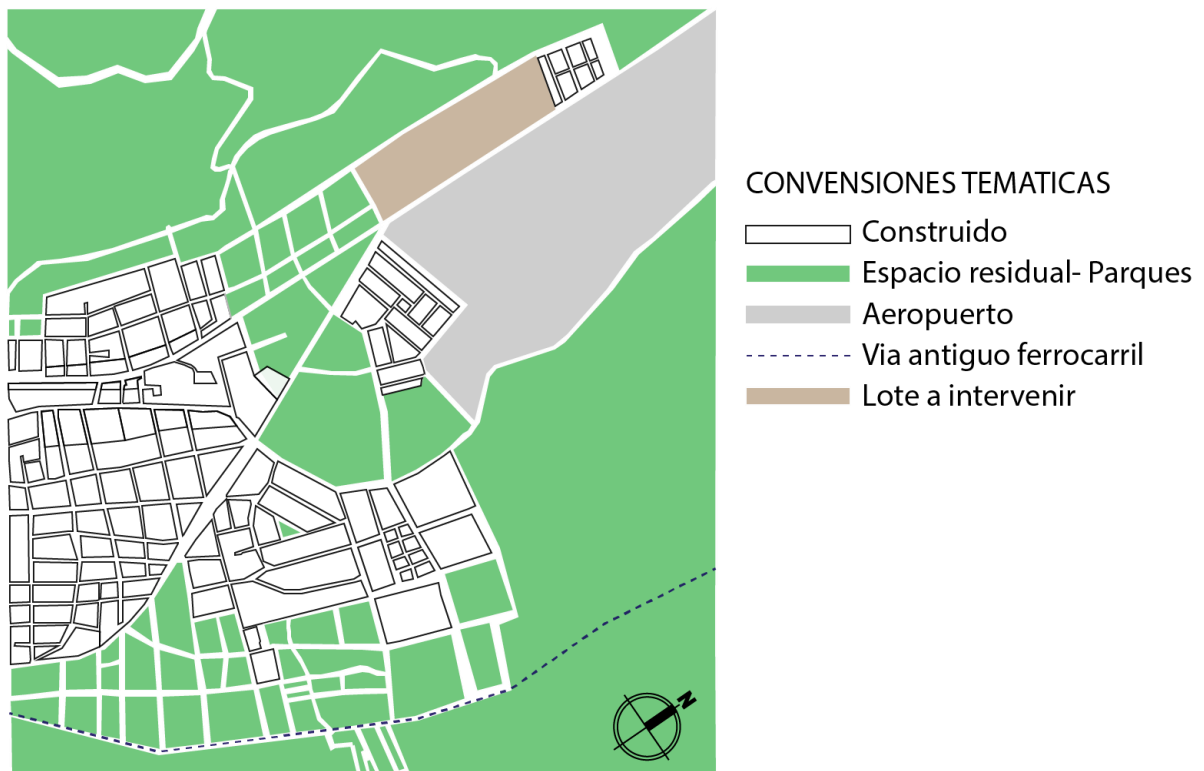 CONVENSIONES TEMATICAS
Construido
Espacio residual- Parques
Aeropuerto
Via antiguo ferrocarril
Lote a intervenir
N